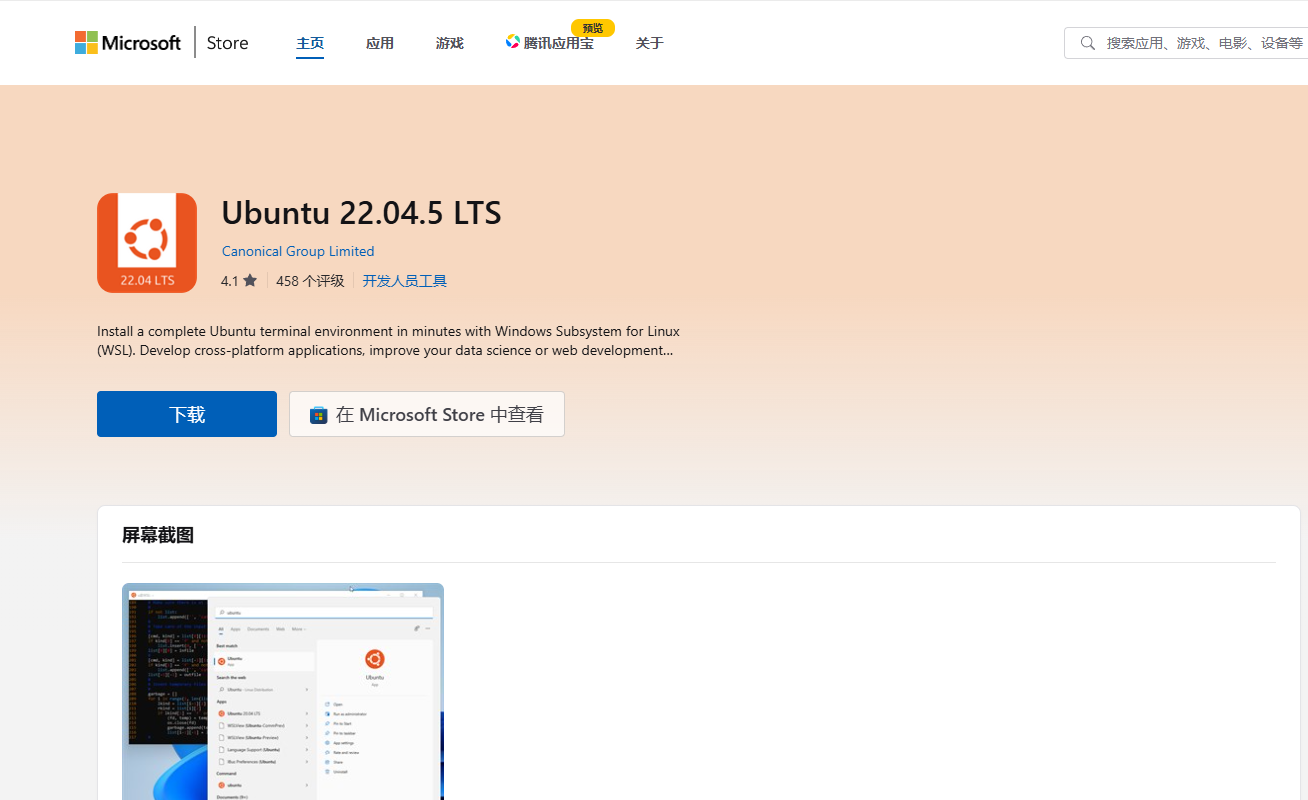 Microsoft Store 主页 应用 游戏 腾讯应用宝 预览 关于 搜索应用、游戏、电影、设备等
22.04 LTS
Ubuntu 22.04.5 LTS
Canonical Group Limited
4.1 458 个评级 开发人员工具
Install a complete Ubuntu terminal environment in minutes with Windows Subsystem for Linux
(WSL). Develop cross-platform applications, improve your data science or web development...
下载 在 Microsoft Store 中查看
屏幕截图
ubuntu
All Apps Documents Web More
Best match
Ubuntu
App
Search the web
Ubuntu
Apps
Ubuntu 22.04 LTS
Language Support (Ubuntu)
Command
ubuntu
Ubuntu
App
Open
Run as administrator
Pin to Start
Pin to taskbar
App settings
Rate and review
Share
Uninstall